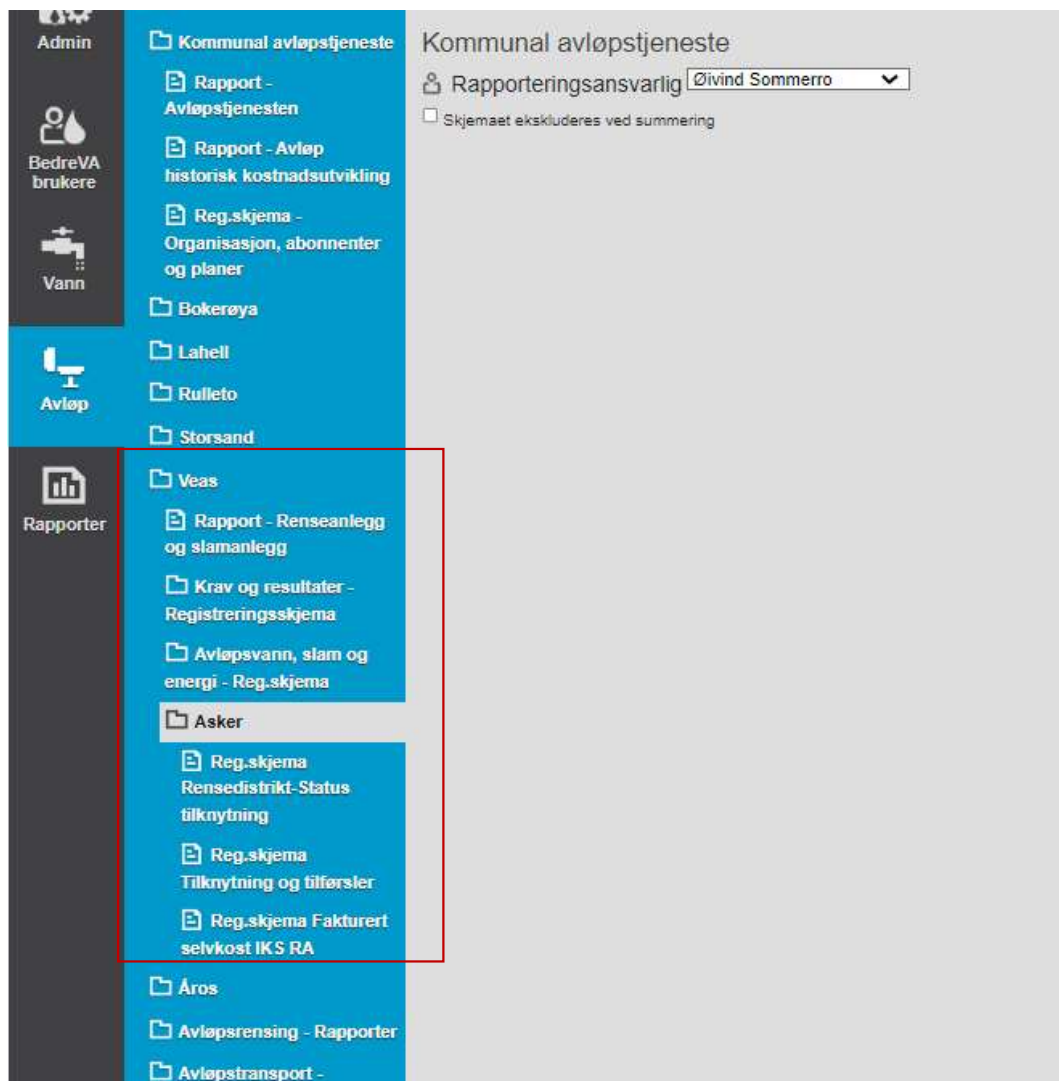 Admin
BedreVA
brukere
Vann
Avløp
Rapporter
Kommunal avløpstjeneste
Rapport -
Avløpstjenesten
Rapport - Avløp
historisk kostnadsutvikling
Reg.skjema -
Organisasjon, abonnenter
og planer
Bokerøya
Lahell
Rulleto
Storsand
Veas
Rapport - Renseanlegg
og slamanlegg
Krav og resultater -
Registreringsskjema
Avløpsvann, slam og
energi - Reg.skjema
Asker
Reg.skjema
Rensedistrikt-Status
tilknytning
Reg.skjema
Tilknytning og tilførsler
Reg.skjema Fakturert
selvkost IKS RA
Åros
Avløpsrensing - Rapporter
Avløpstransport -
Kommunal avløpstjeneste
Rapporteringsansvarlig Øivind Sommerro
Skjemaet ekskluderes ved summering